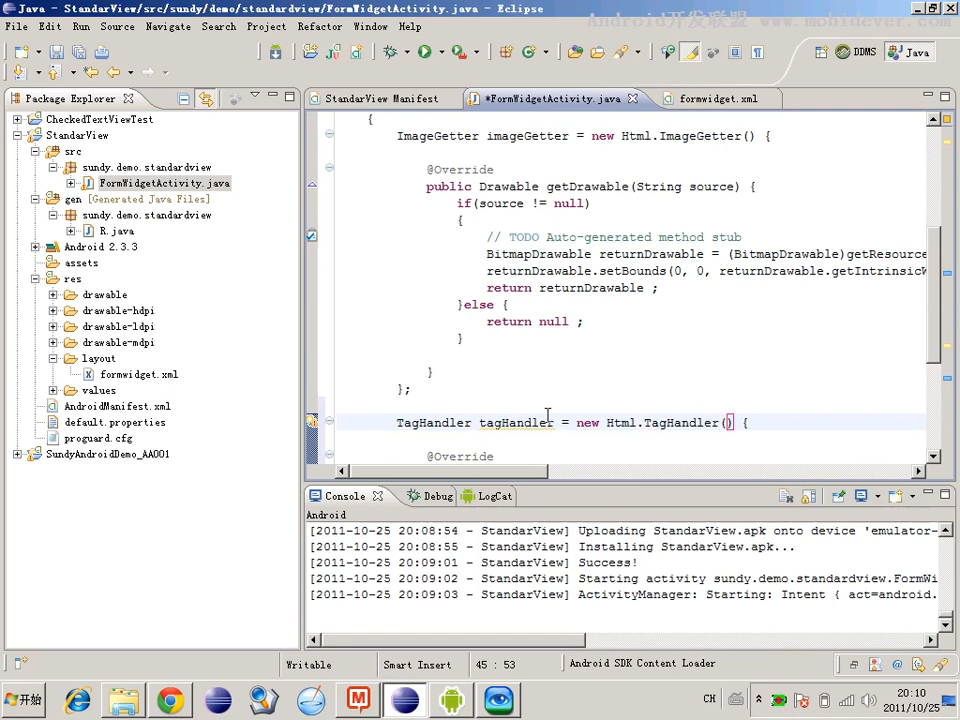 Java - StandarView/src/sundy/demo/standardview/FormWidgetActivity.java - Eclipse
Android开发联盟 www.mobidever.com
File Edit Run Source Navigate Search Project Refactor Window Help
DDMS Java
Package Explorer
StandarView Manifest *FormWidgetActivity.java formwidget.xml
CheckedTextViewTest
StandarView
src
sundy.demo.standardview
FormWidgetActivity.java
gen [Generated Java Files]
sundy.demo.standardview
R.java
Android 2.3.3
assets
res
drawable
drawable-hdpi
drawable-ldpi
drawable-mdpi
layout
formwidget.xml
values
AndroidManifest.xml
default.properties
proguard.cfg
SundyAndroidDemo_AA001
{
ImageGetter imageGetter = new Html.ImageGetter() {
@Override
public Drawable getDrawable(String source) {
if(source != null)
{
// TODO Auto-generated method stub
BitmapDrawable returnDrawable = (BitmapDrawable)getResource
returnDrawable.setBounds(0, 0, returnDrawable.getIntrinsicW
return returnDrawable ;
}else {
return null ;
}
}
};
TagHandler tagHandler = new Html.TagHandler() {
@Override
Console Debug LogCat
Android
[2011-10-25 20:08:54 - StandarView] Uploading StandarView.apk onto device 'emulator-
[2011-10-25 20:08:55 - StandarView] Installing StandarView.apk...
[2011-10-25 20:09:01 - StandarView] Success!
[2011-10-25 20:09:02 - StandarView] Starting activity sundy.demo.standardview.FormWi
[2011-10-25 20:09:03 - StandarView] ActivityManager: Starting: Intent { act=android.
Writable Smart Insert 45 : 53 Android SDK Content Loader
开始 CH 20:10
2011/10/25